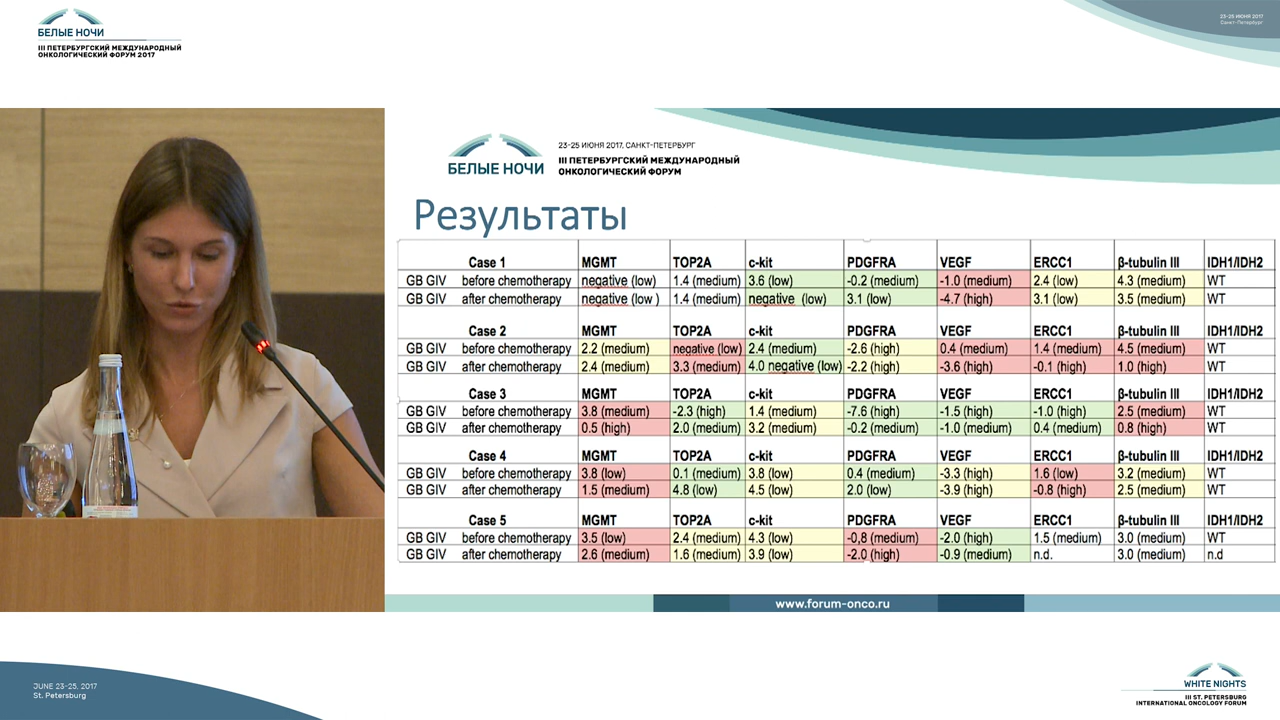 БЕЛЫЕ НОЧИ
III ПЕТЕРБУРГСКИЙ МЕЖДУНАРОДНЫЙ
ОНКОЛОГИЧЕСКИЙ ФОРУМ 2017
23-25 ИЮНЯ 2017
Санкт-Петербург
БЕЛЫЕ НОЧИ
23-25 ИЮНЯ 2017, САНКТ-ПЕТЕРБУРГ
III ПЕТЕРБУРГСКИЙ МЕЖДУНАРОДНЫЙ
ОНКОЛОГИЧЕСКИЙ ФОРУМ
Результаты
Case 1 MGMT TOP2A c-kit PDGFRA VEGF ERCC1 β-tubulin III IDH1/IDH2
GB GIV before chemotherapy negative (low) 1.4 (medium) 3.6 (low) -0.2 (medium) -1.0 (medium) 2.4 (low) 4.3 (medium) WT
GB GIV after chemotherapy negative (low ) 1.4 (medium) negative (low) 3.1 (low) -4.7 (high) 3.1 (low) 3.5 (medium) WT
Case 2 MGMT TOP2A c-kit PDGFRA VEGF ERCC1 β-tubulin III IDH1/IDH2
GB GIV before chemotherapy 2.2 (medium) negative (low) 2.4 (medium) -2.6 (high) 0.4 (medium) 1.4 (medium) 4.5 (medium) WT
GB GIV after chemotherapy 2.4 (medium) 3.3 (medium) 4.0 negative (low) -2.2 (high) -3.6 (high) -0.1 (high) 1.0 (high) WT
Case 3 MGMT TOP2A c-kit PDGFRA VEGF ERCC1 β-tubulin III IDH1/IDH2
GB GIV before chemotherapy 3.8 (medium) -2.3 (high) 1.4 (medium) -7.6 (high) -1.5 (high) -1.0 (high) 2.5 (medium) WT
GB GIV after chemotherapy 0.5 (high) 2.0 (medium) 3.2 (medium) -0.2 (medium) -1.0 (medium) 0.4 (medium) 0.8 (high) WT
Case 4 MGMT TOP2A c-kit PDGFRA VEGF ERCC1 β-tubulin III IDH1/IDH2
GB GIV before chemotherapy 3.8 (low) 0.1 (medium) 3.8 (low) 0.4 (medium) -3.3 (high) 1.6 (low) 3.2 (medium) WT
GB GIV after chemotherapy 1.5 (medium) 4.8 (low) 4.5 (low) 2.0 (low) -3.9 (high) -0.8 (high) 2.5 (medium) WT
Case 5 MGMT TOP2A c-kit PDGFRA VEGF ERCC1 β-tubulin III IDH1/IDH2
GB GIV before chemotherapy 3.5 (low) 2.4 (medium) 4.3 (low) -0,8 (medium) -2.0 (high) 1.5 (medium) 3.0 (medium) WT
GB GIV after chemotherapy 2.6 (medium) 1.6 (medium) 3.9 (low) -2.0 (high) -0.9 (medium) n.d. 3.0 (medium) n.d
www.forum-onco.ru
JUNE 23-25, 2017
St. Petersburg
WHITE NIGHTS
III ST. PETERSBURG
INTERNATIONAL ONCOLOGY FORUM